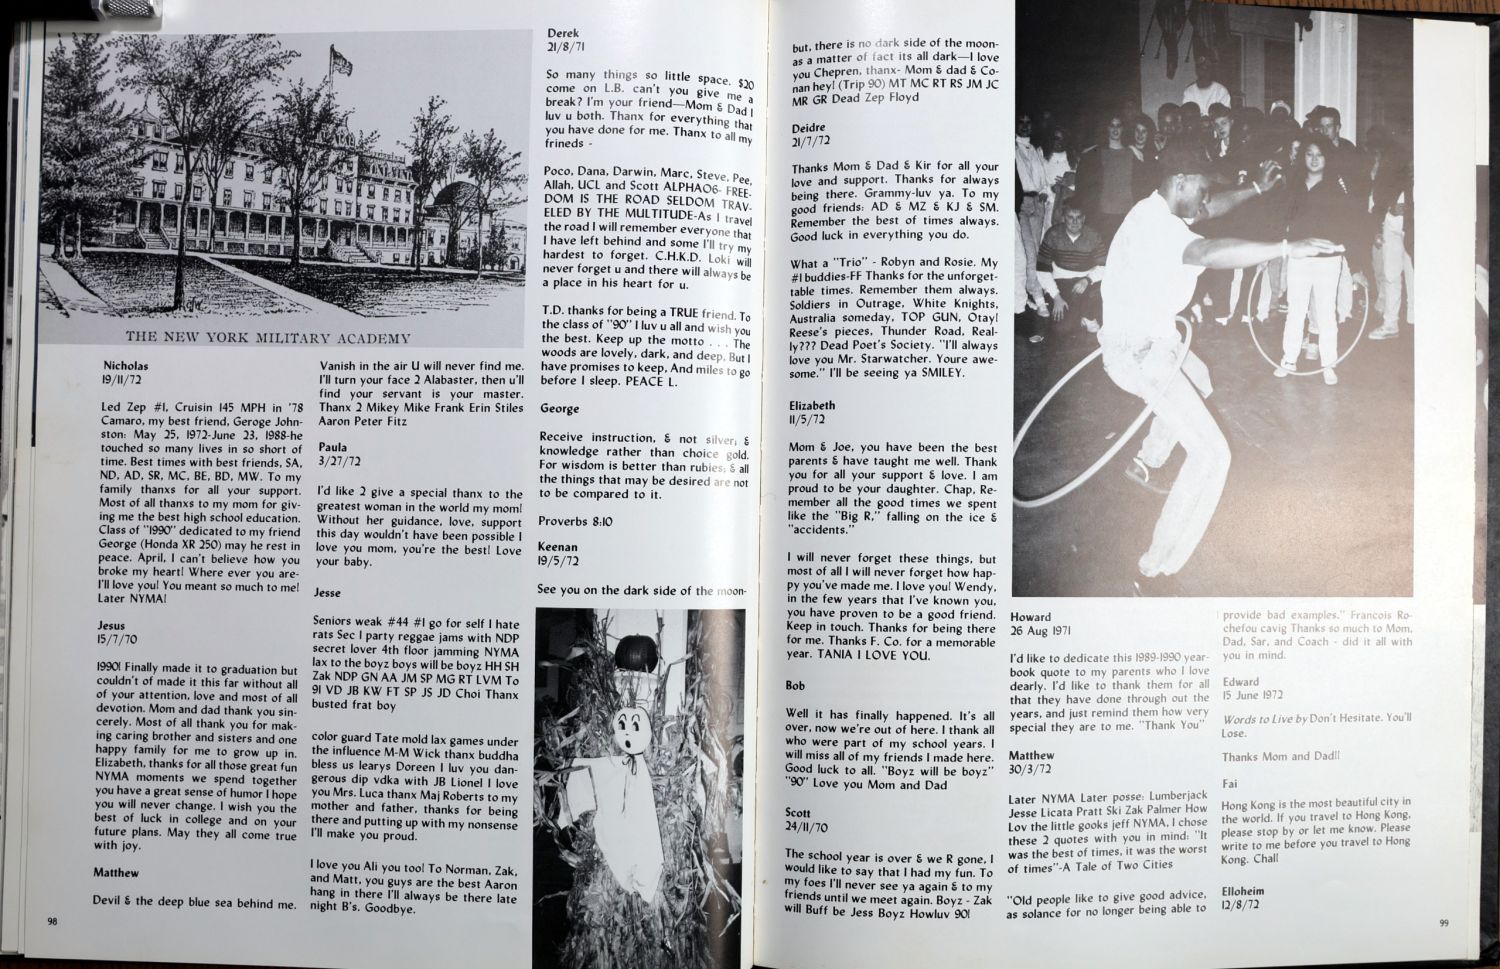 THE NEW YORK MILITARY ACADEMY
Nicholas
19/11/72
Led Zep #1, Cruisin 145 MPH in '78
Camaro, my best friend, Geroge John-
ston: May 25, 1972-June 23, 1988-he
touched so many lives in so short of
time. Best times with best friends, SA,
ND, AD, SR, MC, BE, BD, MW. To my
family thanxs for all your support.
Most of all thanxs to my mom for giv-
ing me the best high school education.
Class of "1990" dedicated to my friend
George (Honda XR 250) may he rest in
peace. April, I can't believe how you
broke my heart! Where ever you are-
I'll love you! You meant so much to me!
Later NYMA!
Jesus
15/7/70
1990! Finally made it to graduation but
couldn't of made it this far without all
of your attention, love and most of all
devotion. Mom and dad thank you sin-
cerely. Most of all thank you for mak-
ing caring brother and sisters and one
happy family for me to grow up in.
Elizabeth, thanks for all those great fun
NYMA moments we spend together
you have a great sense of humor I hope
you will never change. I wish you the
best of luck in college and on your
future plans. May they all come true
with joy.
Matthew
Devil & the deep blue sea behind me.
98
Vanish in the air U will never find me.
I'll turn your face 2 Alabaster, then u'll
find your servant is your master.
Thanx 2 Mikey Mike Frank Erin Stiles
Aaron Peter Fitz
Paula
3/27/72
I'd like 2 give a special thanx to the
greatest woman in the world my mom!
Without her guidance, love, support
this day wouldn't have been possible I
love you mom, you're the best! Love
your baby.
Jesse
Seniors weak #44 #1 go for self I hate
rats Sec 1 party reggae jams with NDP
secret lover 4th floor jamming NYMA
lax to the boyz boys will be boyz HH SH
Zak NDP GN AA JM SP MG RT LVM To
91 VD JB KW FT SP JS JD Choi Thanx
busted frat boy
color guard Tate mold lax games under
the influence M-M Wick thanx buddha
bless us learys Doreen I luv you dan-
gerous dip vdka with JB Lionel I love
you Mrs. Luca thanx Maj Roberts to my
mother and father, thanks for being
there and putting up with my nonsense
I'll make you proud.
I love you Ali you too! To Norman, Zak,
and Matt, you guys are the best Aaron
hang in there I'll always be there late
night B's. Goodbye.
Derek
21/8/71
So many things so little space. $20
come on L.B. can't you give me a
break? I'm your friend—Mom & Dad I
luv u both. Thanx for everything that
you have done for me. Thanx to all my
frineds -
Poco, Dana, Darwin, Marc, Steve, Pee,
Allah, UCL and Scott ALPHA06- FREE-
DOM IS THE ROAD SELDOM TRAV-
ELED BY THE MULTITUDE-As I travel
the road I will remember everyone that
I have left behind and some I'll try my
hardest to forget. C.H.K.D. Loki will
never forget u and there will always be
a place in his heart for u.
T.D. thanks for being a TRUE friend. To
the class of "90" I luv u all and wish you
the best. Keep up the motto . . . The
woods are lovely, dark, and deep, But I
have promises to keep, And miles to go
before I sleep. PEACE L.
George
Receive instruction, & not silver; &
knowledge rather than choice gold.
For wisdom is better than rubies; & all
the things that may be desired are not
to be compared to it.
Proverbs 8:10
Keenan
19/5/72
See you on the dark side of the moon-
but, there is no dark side of the moon-
as a matter of fact its all dark—I love
you Chepren, thanx- Mom & dad & Co-
nan hey! (Trip 90) MT MC RT RS JM JC
MR GR Dead Zep Floyd
Deidre
21/7/72
Thanks Mom & Dad & Kir for all your
love and support. Thanks for always
being there. Grammy-luv ya. To my
good friends: AD & MZ & KJ & SM.
Remember the best of times always.
Good luck in everything you do.
What a "Trio" - Robyn and Rosie. My
#1 buddies-FF Thanks for the unforget-
table times. Remember them always.
Soldiers in Outrage, White Knights,
Australia someday, TOP GUN, Otay!
Reese's pieces, Thunder Road, Real-
ly??? Dead Poet's Society. "I'll always
love you Mr. Starwatcher. Youre awe-
some." I'll be seeing ya SMILEY.
Elizabeth
11/5/72
Mom & Joe, you have been the best
parents & have taught me well. Thank
you for all your support & love. I am
proud to be your daughter. Chap, Re-
member all the good times we spent
like the "Big R," falling on the ice &
"accidents."
I will never forget these things, but
most of all I will never forget how hap-
py you've made me. I love you! Wendy,
in the few years that I've known you,
you have proven to be a good friend.
Keep in touch. Thanks for being there
for me. Thanks F. Co. for a memorable
year. TANIA I LOVE YOU.
Bob
Well it has finally happened. It's all
over, now we're out of here. I thank all
who were part of my school years. I
will miss all of my friends I made here.
Good luck to all. "Boyz will be boyz"
"90" Love you Mom and Dad
Scott
24/11/70
The school year is over & we R gone, I
would like to say that I had my fun. To
my foes I'll never see ya again & to my
friends until we meet again. Boyz - Zak
will Buff be Jess Boyz Howluv 90!
Howard
26 Aug 1971
I'd like to dedicate this 1989-1990 year-
book quote to my parents who I love
dearly. I'd like to thank them for all
that they have done through out the
years, and just remind them how very
special they are to me. "Thank You"
Matthew
30/3/72
Later NYMA Later posse: Lumberjack
Jesse Licata Pratt Ski Zak Palmer How
Lov the little gooks jeff NYMA, I chose
these 2 quotes with you in mind: "It
was the best of times, it was the worst
of times"-A Tale of Two Cities
"Old people like to give good advice,
as solance for no longer being able to
provide bad examples." Francois Ro-
chefou cavig Thanks so much to Mom,
Dad, Sar, and Coach - did it all with
you in mind.
Edward
15 June 1972
Words to Live by Don't Hesitate. You'll
Lose.
Thanks Mom and Dad!!
Fai
Hong Kong is the most beautiful city in
the world. If you travel to Hong Kong,
please stop by or let me know. Please
write to me before you travel to Hong
Kong. Chall
Elloheim
12/8/72
99